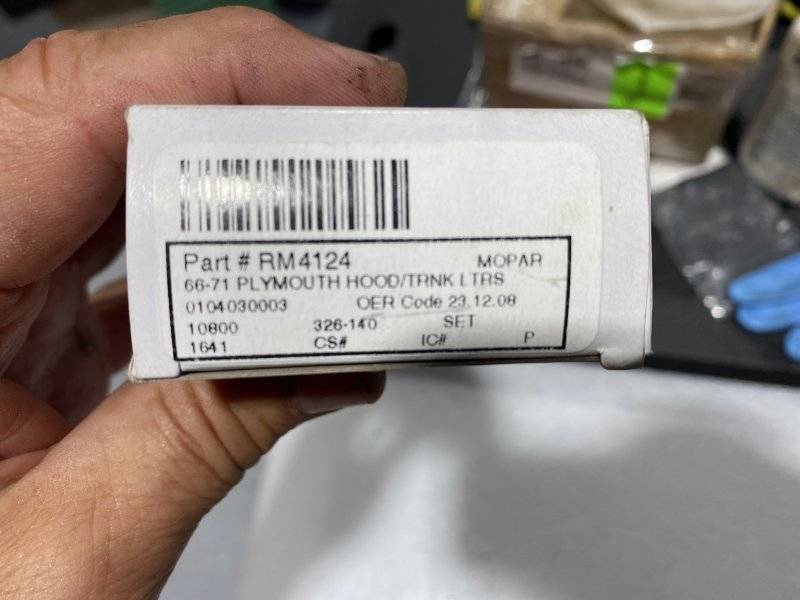 Part # RM4124 MOPAR
66-71 PLYMOUTH HOOD/TRNK LTRS
0104030003 OER Code 23.12.08
10800 326-140 SET
1641 CS# IC# P